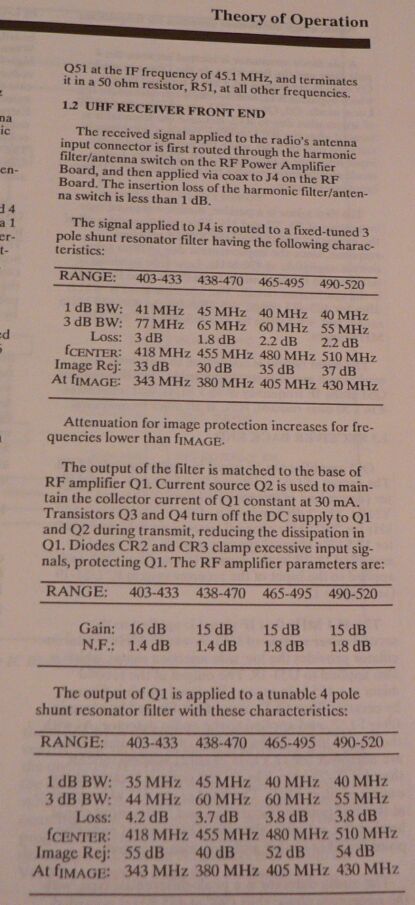 Theory of Operation
Q51 at the IF frequency of 45.1 MHz, and terminates
it in a 50 ohm resistor, R51, at all other frequencies.
1.2 UHF RECEIVER FRONT END
The received signal applied to the radio's antenna
input connector is first routed through the harmonic
filter/antenna switch on the RF Power Amplifier
Board, and then applied via coax to J4 on the RF
Board. The insertion loss of the harmonic filter/anten-
na switch is less than 1 dB.
The signal applied to J4 is routed to a fixed-tuned 3
pole shunt resonator filter having the following charac-
teristics:
RANGE: 403-433 438-470 465-495 490-520
1 dB BW: 41 MHz 45 MHz 40 MHz 40 MHz
3 dB BW: 77 MHz 65 MHz 60 MHz 55 MHz
Loss: 3 dB 1.8 dB 2.2 dB 2.2 dB
fCENTER: 418 MHz 455 MHz 480 MHz 510 MHz
Image Rej: 33 dB 30 dB 35 dB 37 dB
At fIMAGE: 343 MHz 380 MHz 405 MHz 430 MHz
Attenuation for image protection increases for fre-
quencies lower than fIMAGE.
The output of the filter is matched to the base of
RF amplifier Q1. Current source Q2 is used to main-
tain the collector current of Q1 constant at 30 mA.
Transistors Q3 and Q4 turn off the DC supply to Q1
and Q2 during transmit, reducing the dissipation in
Q1. Diodes CR2 and CR3 clamp excessive input sig-
nals, protecting Q1. The RF amplifier parameters are:
RANGE: 403-433 438-470 465-495 490-520
Gain: 16 dB 15 dB 15 dB 15 dB
N.F.: 1.4 dB 1.4 dB 1.8 dB 1.8 dB
The output of Q1 is applied to a tunable 4 pole
shunt resonator filter with these characteristics:
RANGE: 403-433 438-470 465-495 490-520
1 dB BW: 35 MHz 45 MHz 40 MHz 40 MHz
3 dB BW: 44 MHz 60 MHz 60 MHz 55 MHz
Loss: 4.2 dB 3.7 dB 3.8 dB 3.8 dB
fCENTER: 418 MHz 455 MHz 480 MHz 510 MHz
Image Rej: 55 dB 40 dB 52 dB 54 dB
At fIMAGE: 343 MHz 380 MHz 405 MHz 430 MHz